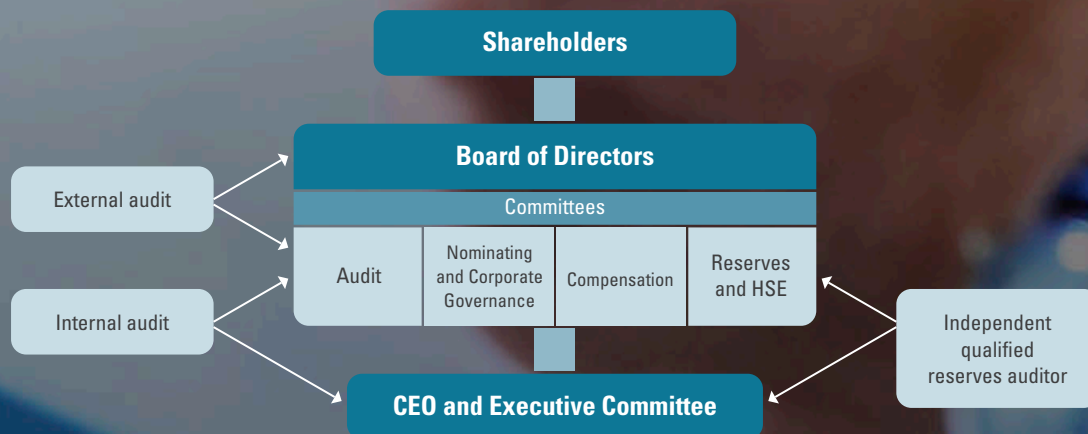 Shareholders
Board of Directors
Committees
External audit
Audit
Nominating
and Corporate
Governance
Compensation
Reserves
and HSE
Internal audit
Independent
qualified
reserves auditor
CEO and Executive Committee